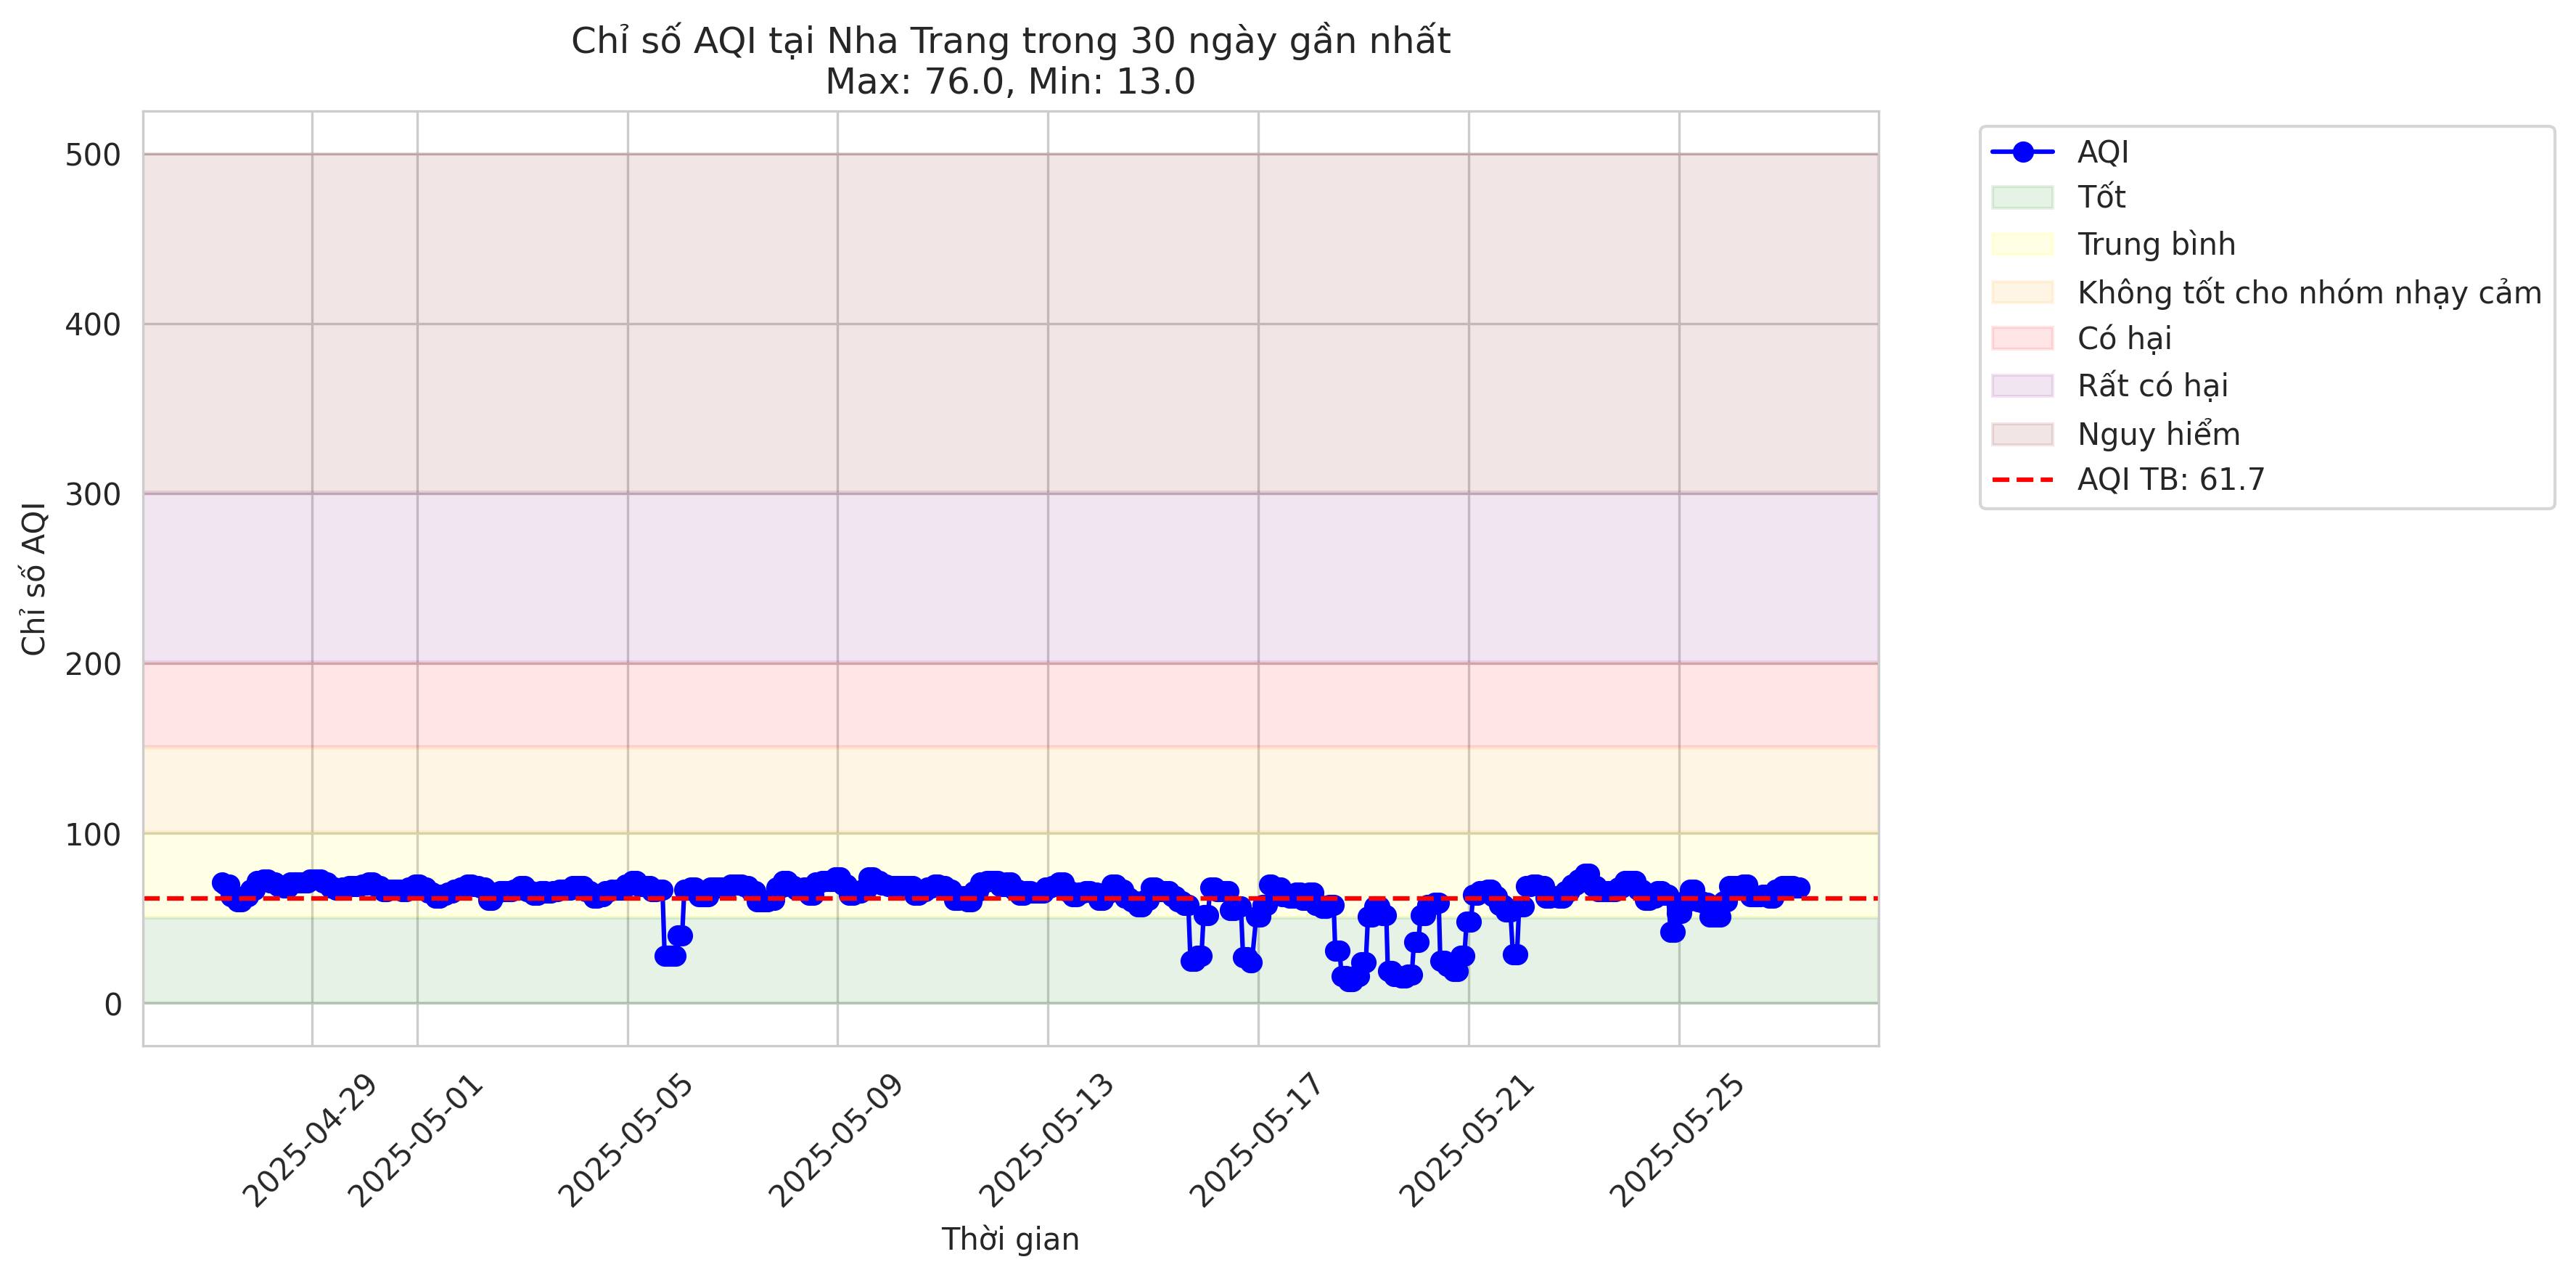 Chỉ số AQI tại Nha Trang trong 30 ngày gần nhất
Max: 76.0, Min: 13.0
Chỉ số AQI
500
400
300
200
100
0
2025-04-29
2025-05-01
2025-05-05
2025-05-09
2025-05-13
2025-05-17
2025-05-21
2025-05-25
Thời gian
AQI
Tốt
Trung bình
Không tốt cho nhóm nhạy cảm
Có hại
Rất có hại
Nguy hiểm
AQI TB: 61.7